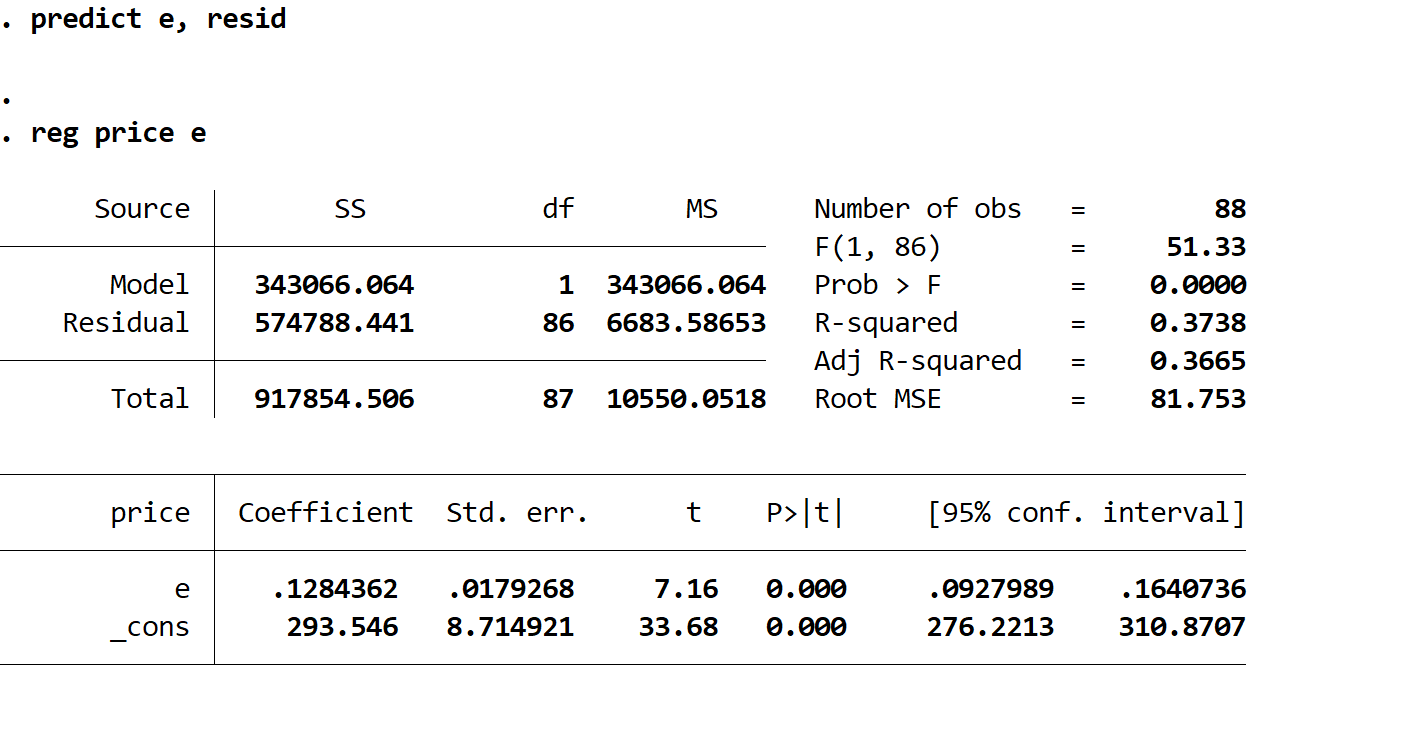 . predict e, resid
.
. reg price e
Source SS df MS Number of obs = 88
F(1, 86) = 51.33
Model 343066.064 1 343066.064 Prob > F = 0.0000
Residual 574788.441 86 6683.58653 R-squared = 0.3738
Adj R-squared = 0.3665
Total 917854.506 87 10550.0518 Root MSE = 81.753
price Coefficient Std. err. t P>|t| [95% conf. interval]
e .1284362 .0179268 7.16 0.000 .0927989 .1640736
_cons 293.546 8.714921 33.68 0.000 276.2213 310.8707